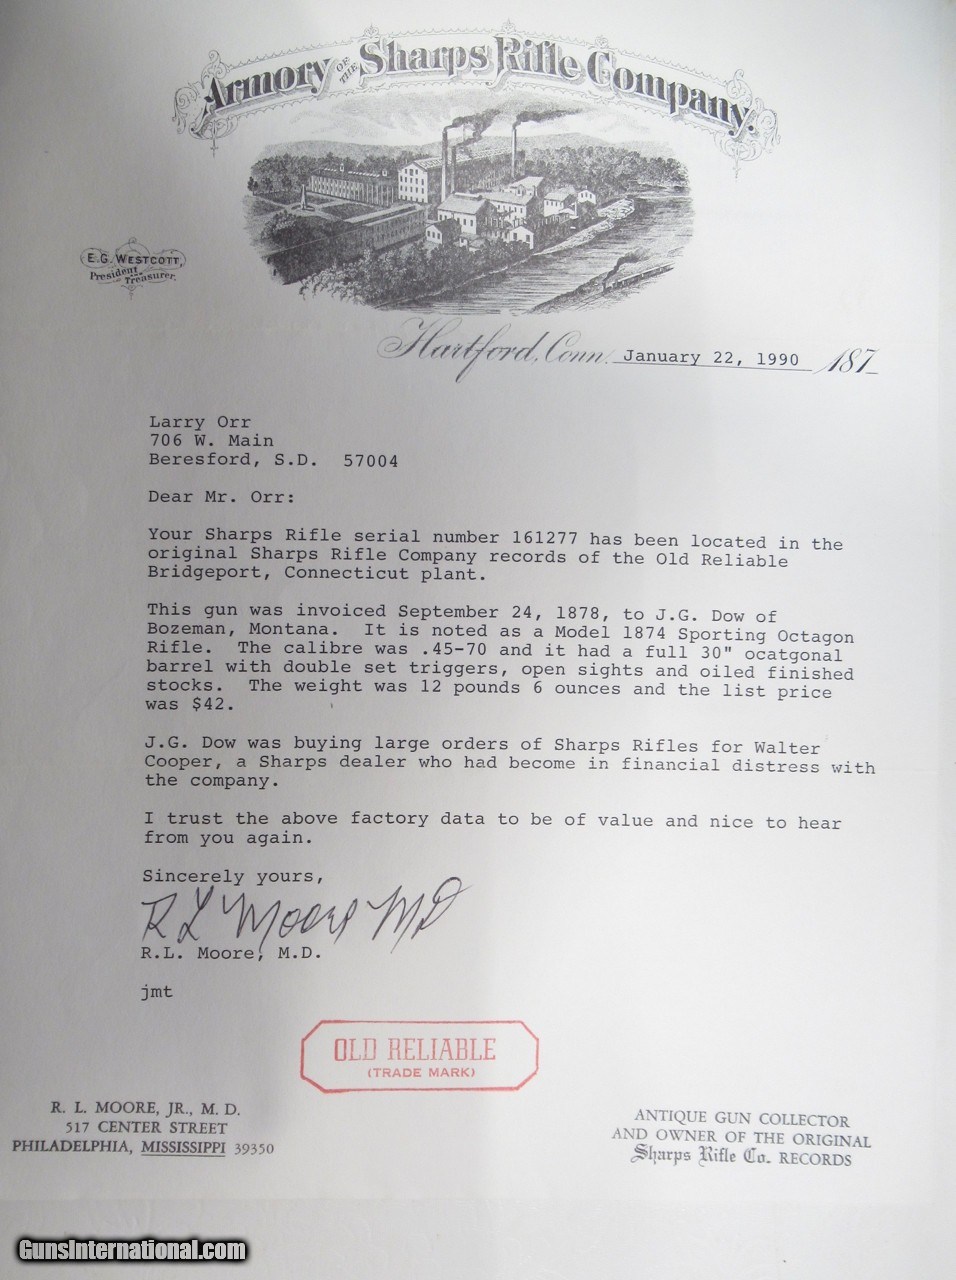 Armory OF THE Sharps Rifle Company.
E.G. WESTCOTT,
President
Treasurer.
Hartford, Conn. January 22, 1990 187_
Larry Orr
706 W. Main
Beresford, S.D.  57004
Dear Mr. Orr:
Your Sharps Rifle serial number 161277 has been located in the
original Sharps Rifle Company records of the Old Reliable
Bridgeport, Connecticut plant.
This gun was invoiced September 24, 1878, to J.G. Dow of
Bozeman, Montana.  It is noted as a Model 1874 Sporting Octagon
Rifle.  The calibre was .45-70 and it had a full 30" ocatgonal
barrel with double set triggers, open sights and oiled finished
stocks.  The weight was 12 pounds 6 ounces and the list price
was $42.
J.G. Dow was buying large orders of Sharps Rifles for Walter
Cooper, a Sharps dealer who had become in financial distress with
the company.
I trust the above factory data to be of value and nice to hear
from you again.
Sincerely yours,
R L Moore MD
R.L. Moore, M.D.
jmt
OLD RELIABLE
(TRADE MARK)
R. L. MOORE, JR., M. D.
517 CENTER STREET
PHILADELPHIA, MISSISSIPPI 39350
ANTIQUE GUN COLLECTOR
AND OWNER OF THE ORIGINAL
Sharps Rifle Co. RECORDS
GunsInternational.com